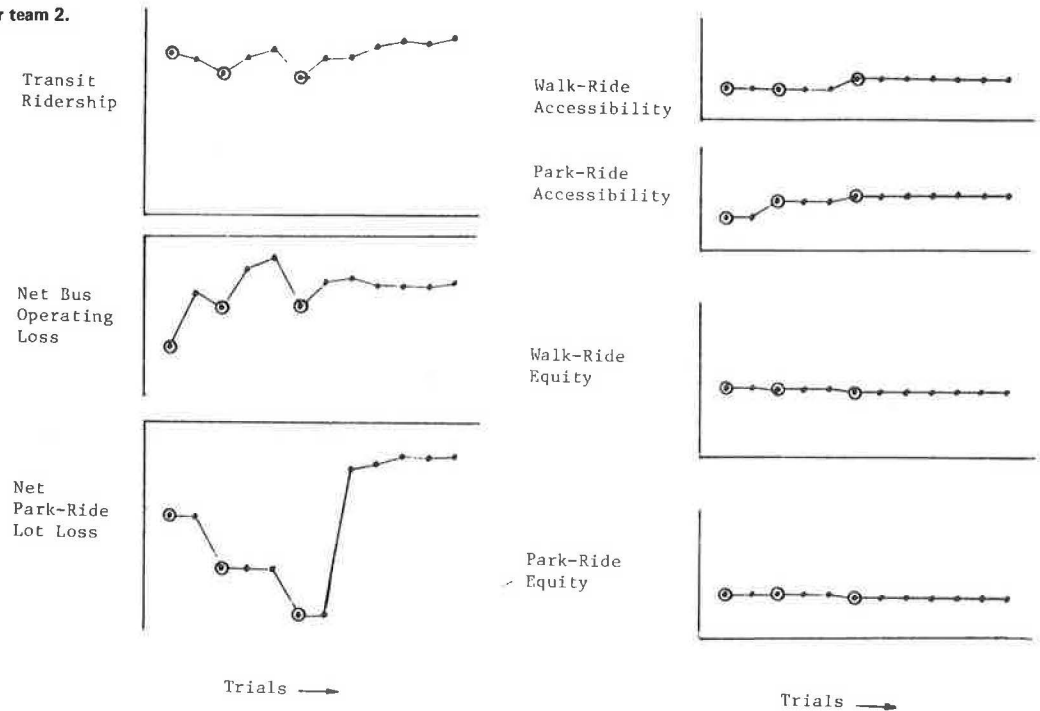 r team 2.
Transit
Ridership
Net Bus
Operating
Loss
Net
Park-Ride
Lot Loss
Trials
Walk-Ride
Accessibility
Park-Ride
Accessibility
Walk-Ride
Equity
Park-Ride
Equity
Trials